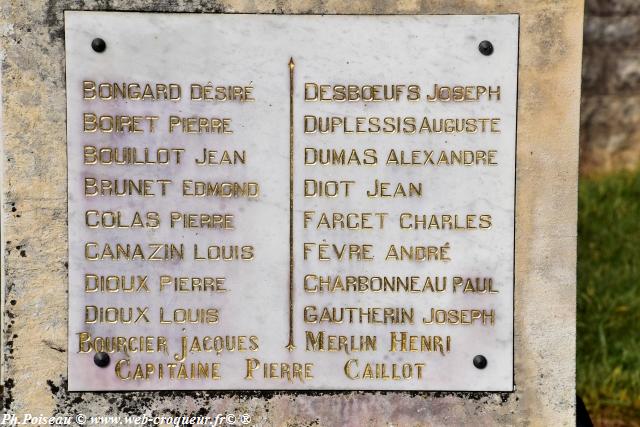 BONGARD DÉSIRÉ
BOIRET PIERRE
BOUILLOT JEAN
BRUNET EDMOND
COLAS PIERRE
CANAZIN LOUIS
DIOUX PIERRE
DIOUX LOUIS
BOURCIER JACQUES
DESBŒUFS JOSEPH
DUPLESSIS AUGUSTE
DUMAS ALEXANDRE
DIOT JEAN
FARCET CHARLES
FÈVRE ANDRÉ
CHARBONNEAU PAUL
GAUTHERIN JOSEPH
MERLIN HENRI
CAPITAINE PIERRE CAILLOT
Ph Poiseau © www-web-croqueur.fr ®